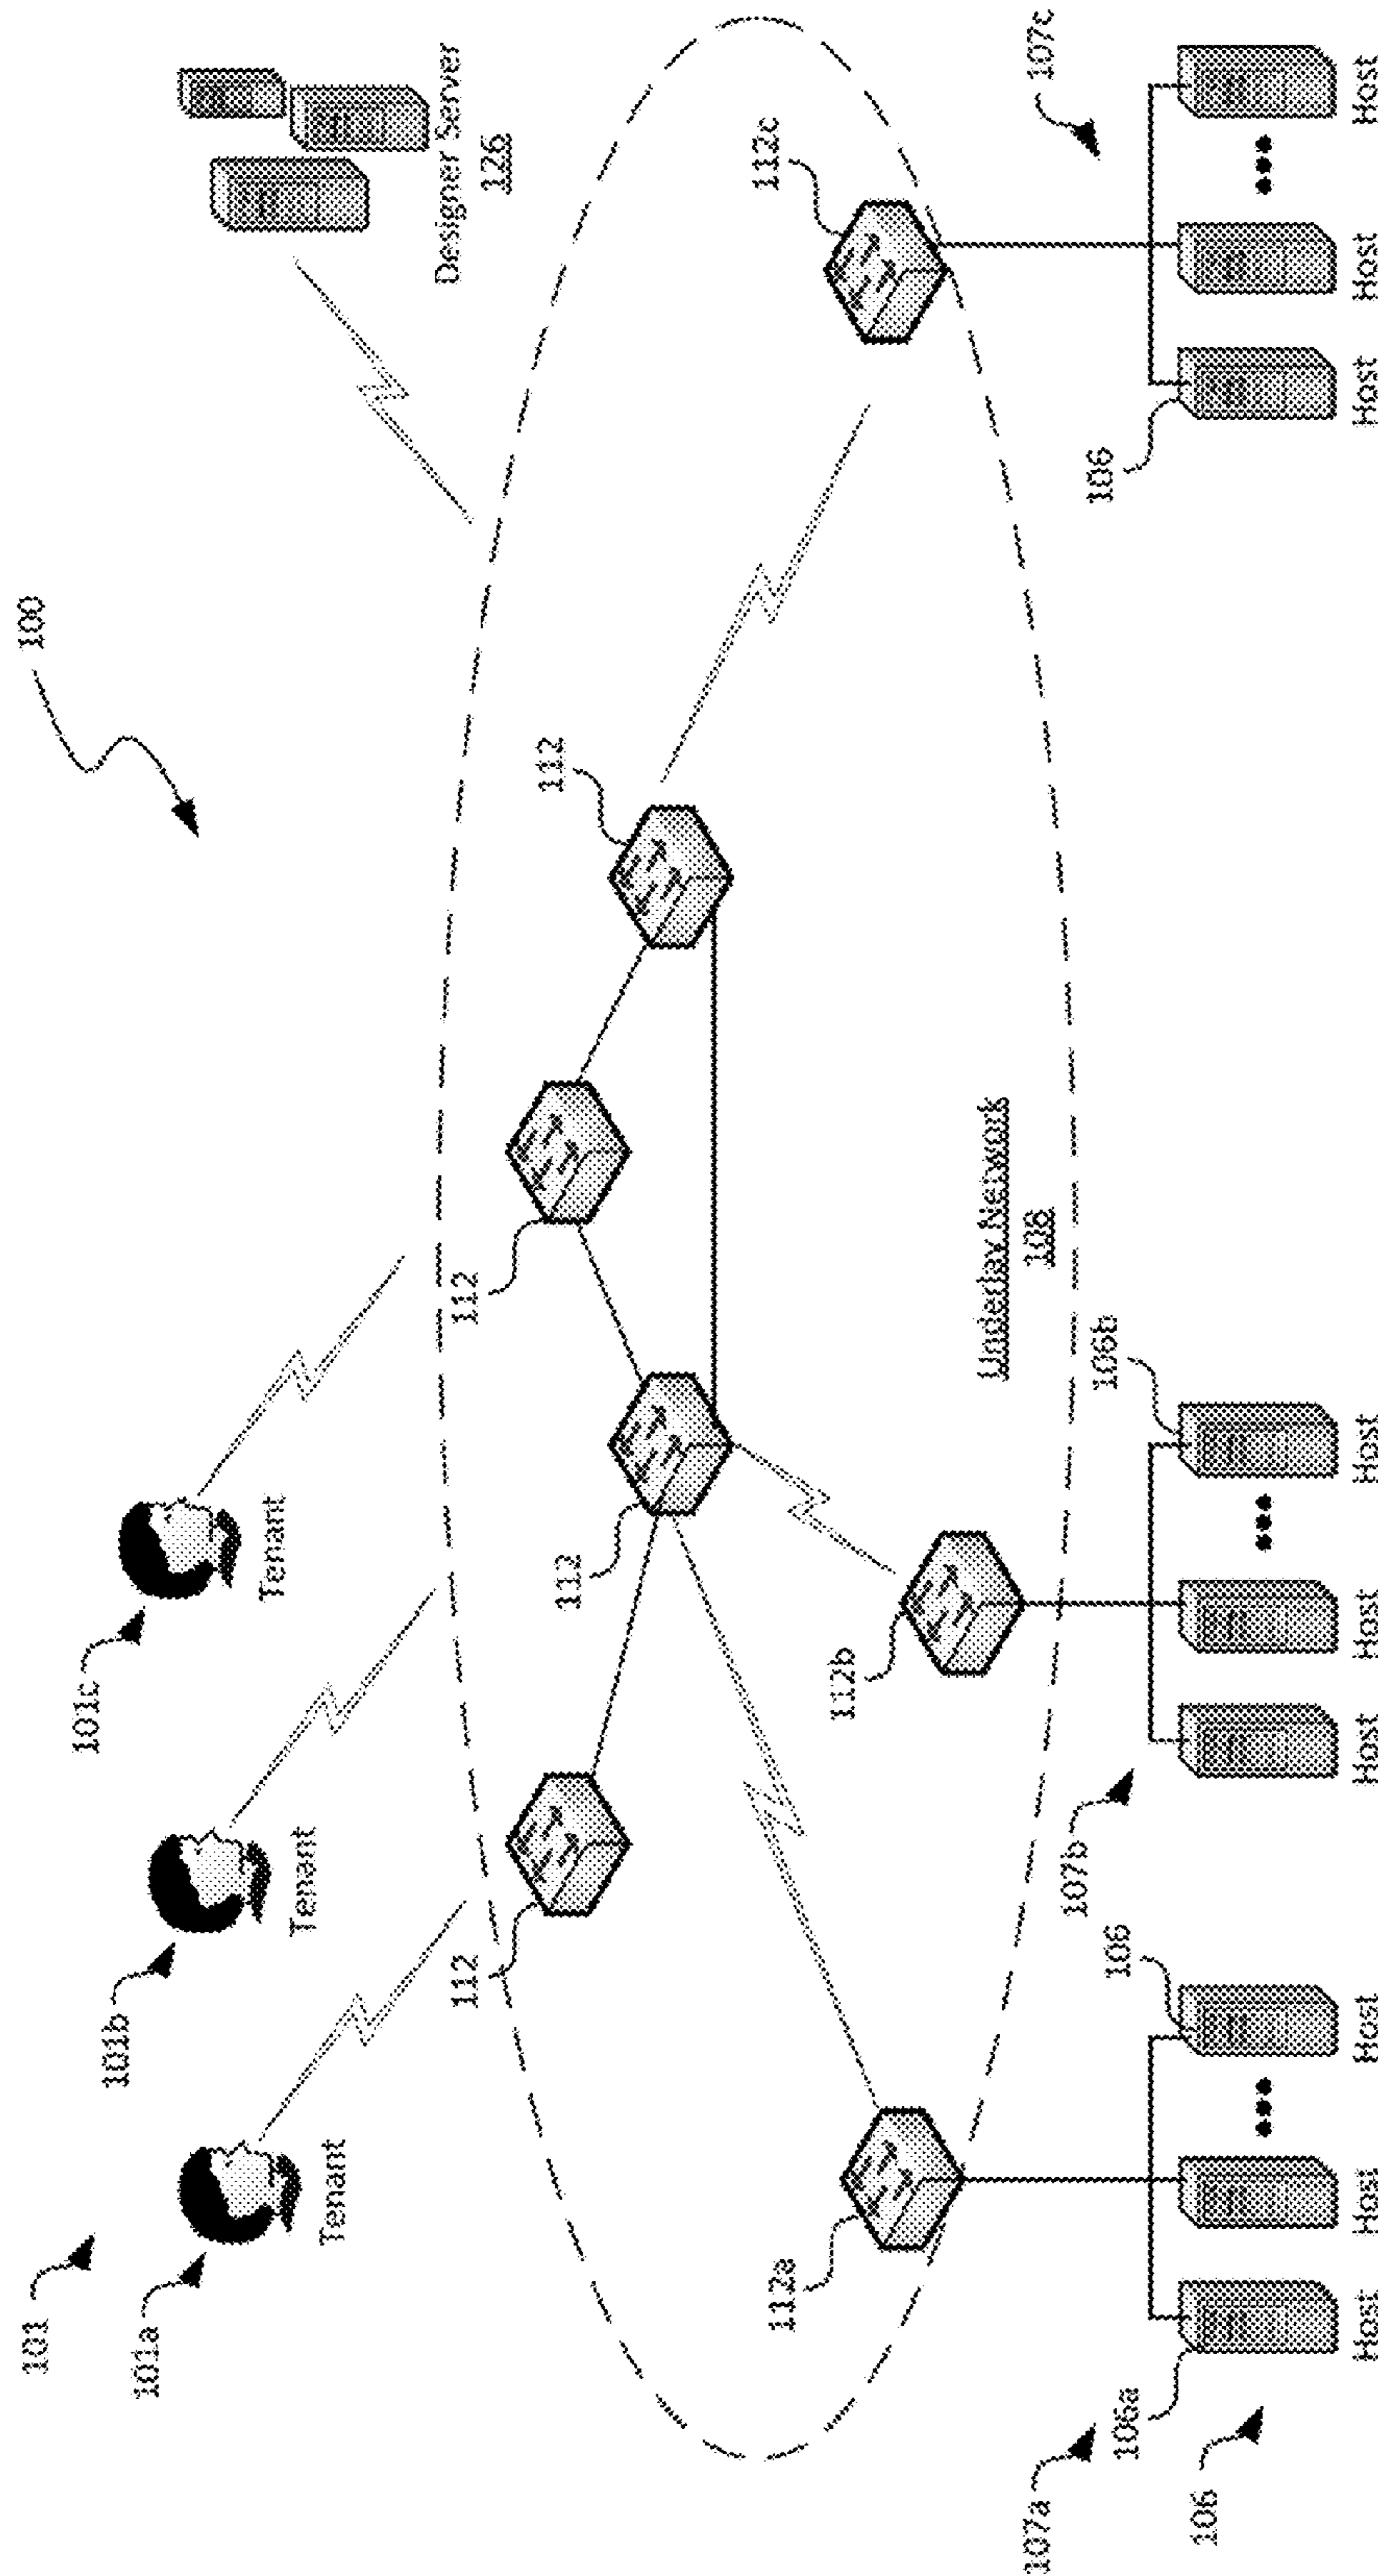 100
101
101a
Tenant
101b
Tenant
101c
Tenant
Designer Server
126
112
112
112
112
112a
112b
112c
Underlay Network
108
107a
107b
107c
106a
106
106b
106
106
Host
Host
Host
Host
Host
Host
Host
Host
Host